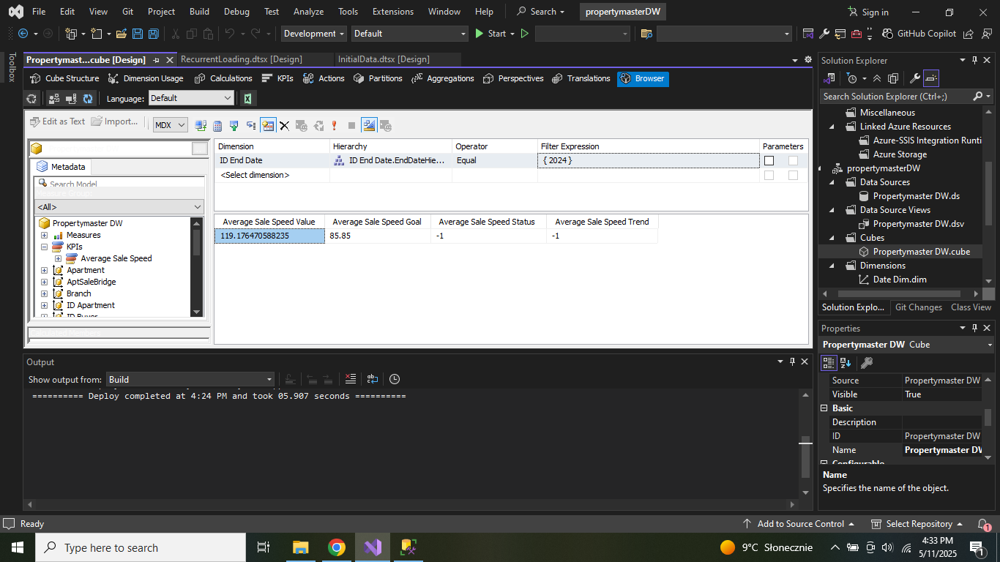 File Edit View Git Project Build Debug Test Analyze Tools Extensions Window Help Search propertymasterDW Sign in
Development Default Start GitHub Copilot
Toolbox
Propertymast...cube [Design] RecurrentLoading.dtsx [Design] InitialData.dtsx [Design]
Cube Structure Dimension Usage Calculations KPIs Actions Partitions Aggregations Perspectives Translations Browser
Language: Default
Edit as Text Import... MDX
Metadata
Search Model
<All>
Propertymaster DW
Measures
KPIs
Average Sale Speed
Apartment
AptSaleBridge
Branch
ID Apartment
ID Buyer
Calculated Members
Dimension Hierarchy Operator Filter Expression Parameters
ID End Date ID End Date.EndDateHie... Equal { 2024 }
<Select dimension>
Average Sale Speed Value Average Sale Speed Goal Average Sale Speed Status Average Sale Speed Trend
119.176470588235 85.85 -1 -1
Output
Show output from: Build
========== Deploy completed at 4:24 PM and took 05.907 seconds ==========
Solution Explorer
Search Solution Explorer (Ctrl+;)
Miscellaneous
Linked Azure Resources
Azure-SSIS Integration Runti
Azure Storage
propertymasterDW
Data Sources
Propertymaster DW.ds
Data Source Views
Propertymaster DW.dsv
Cubes
Propertymaster DW.cube
Dimensions
Date Dim.dim
Solution Explo... Git Changes Class View
Properties
Propertymaster DW Cube
Source Propertymaster DW
Visible True
Basic
Description
ID Propertymaster DW
Name Propertymaster DW
Configurable
Name
Specifies the name of the object.
Ready Add to Source Control Select Repository 1
Type here to search 9°C Słonecznie 4:33 PM
5/11/2025 1